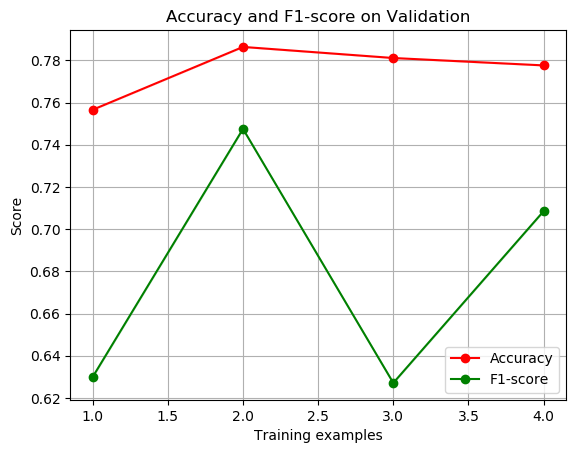 Accuracy and F1-score on Validation
Score
0.78
0.76
0.74
0.72
0.70
0.68
0.66
0.64
0.62
Accuracy
F1-score
1.0 1.5 2.0 2.5 3.0 3.5 4.0
Training examples